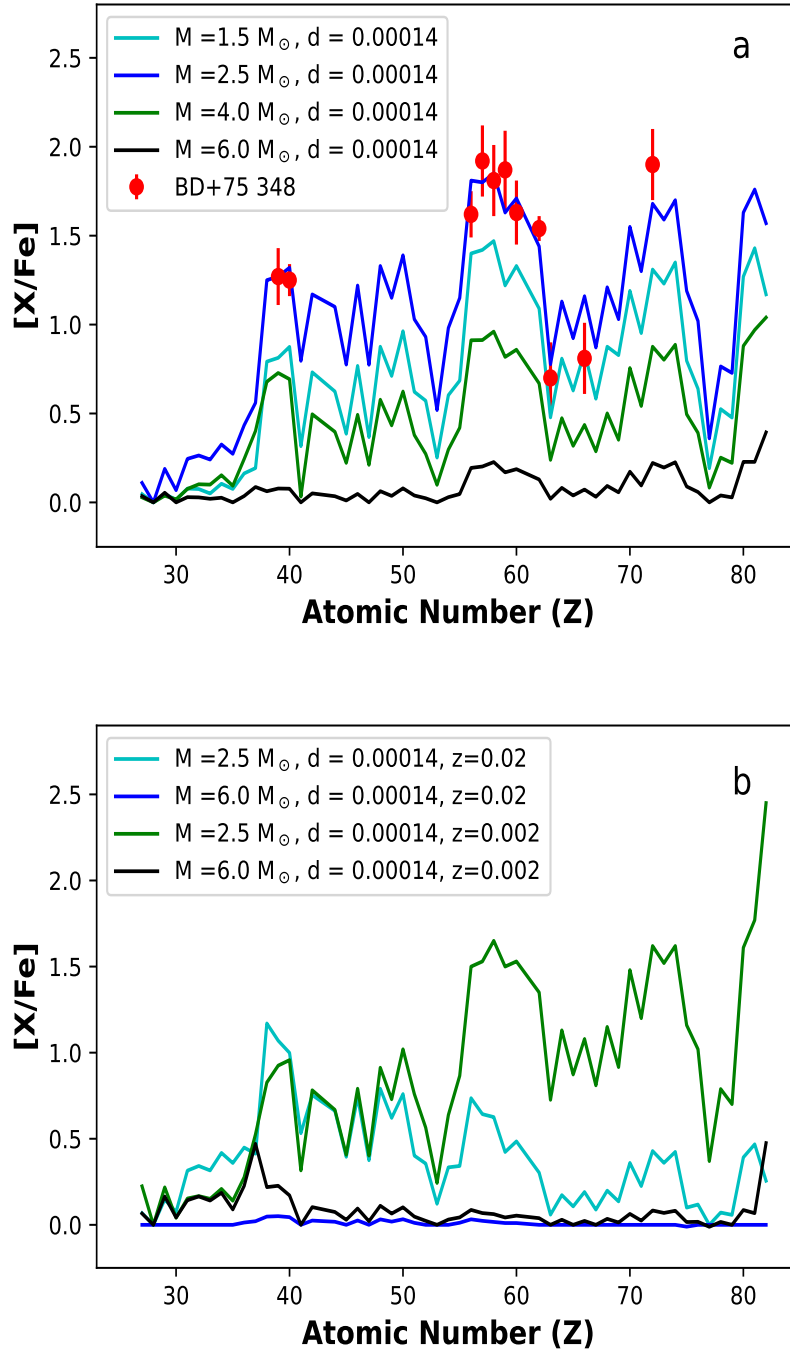 M =1.5 M⊙, d = 0.00014
M =2.5 M⊙, d = 0.00014
M =4.0 M⊙, d = 0.00014
M =6.0 M⊙, d = 0.00014
BD+75 348
a
2.5
2.0
1.5
1.0
0.5
0.0
[X/Fe]
30 40 50 60 70 80
Atomic Number (Z)
M =2.5 M⊙, d = 0.00014, z=0.02
M =6.0 M⊙, d = 0.00014, z=0.02
M =2.5 M⊙, d = 0.00014, z=0.002
M =6.0 M⊙, d = 0.00014, z=0.002
b
2.5
2.0
1.5
1.0
0.5
0.0
[X/Fe]
30 40 50 60 70 80
Atomic Number (Z)